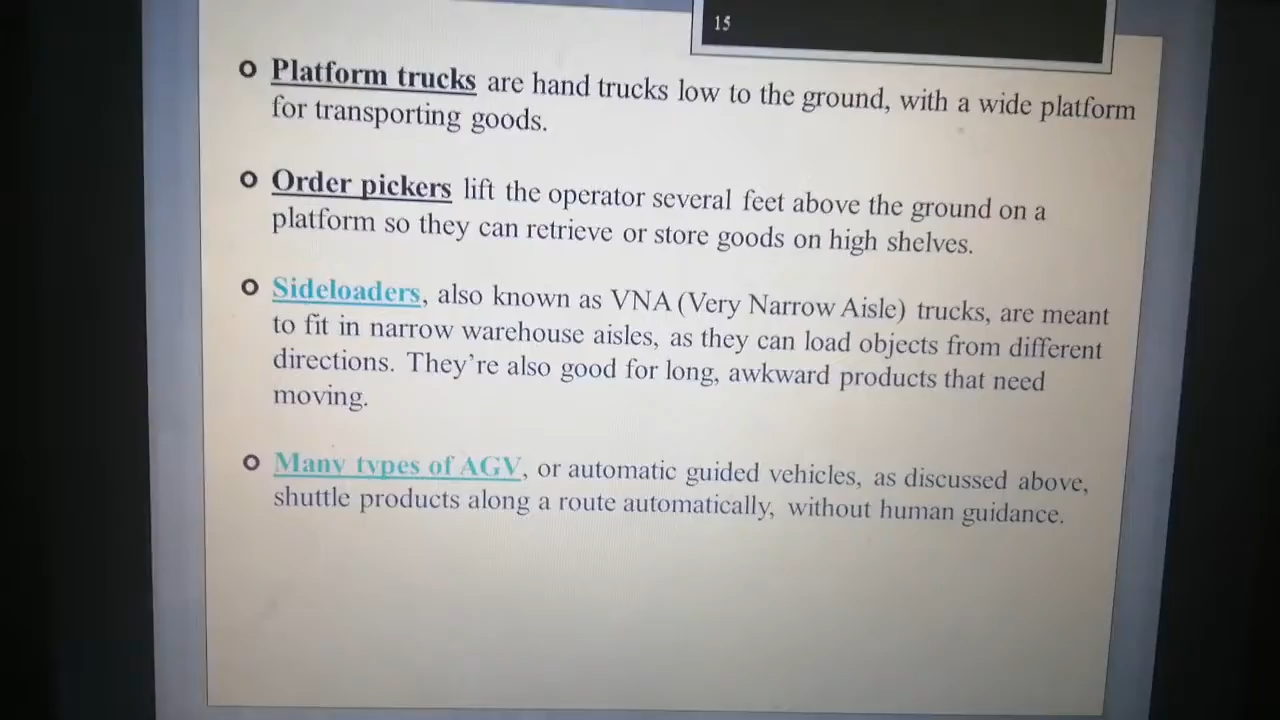 15
Platform trucks are hand trucks low to the ground, with a wide platform
for transporting goods.
Order pickers lift the operator several feet above the ground on a
platform so they can retrieve or store goods on high shelves.
Sideloaders, also known as VNA (Very Narrow Aisle) trucks, are meant
to fit in narrow warehouse aisles, as they can load objects from different
directions. They’re also good for long, awkward products that need
moving.
Many types of AGV, or automatic guided vehicles, as discussed above,
shuttle products along a route automatically, without human guidance.